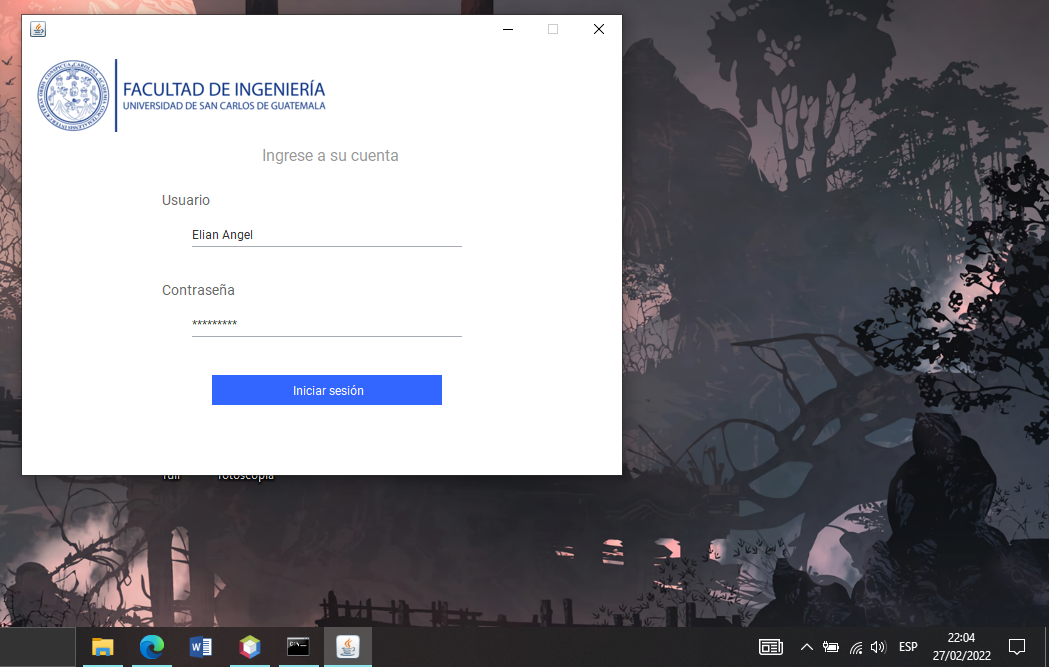 FACULTAD DE INGENIERÍA
UNIVERSIDAD DE SAN CARLOS DE GUATEMALA
Ingrese a su cuenta
Usuario
Elian Angel
Contraseña
*********
Iniciar sesión
full
fotoscopia
ESP
22:04
27/02/2022